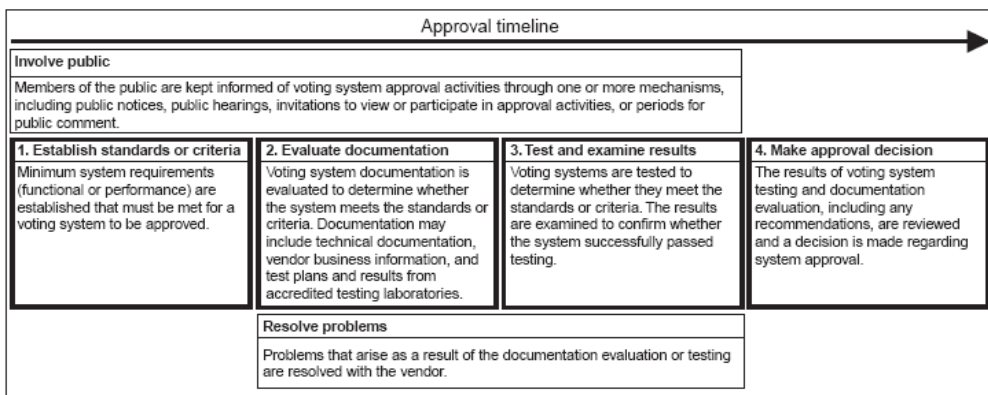 Approval timeline
Involve public
Members of the public are kept informed of voting system approval activities through one or more mechanisms,
including public notices, public hearings, invitations to view or participate in approval activities, or periods for
public comment.
1. Establish standards or criteria
Minimum system requirements
(functional or performance) are
established that must be met for a
voting system to be approved.
2. Evaluate documentation
Voting system documentation is
evaluated to determine whether
the system meets the standards or
criteria. Documentation may
include technical documentation,
vendor business information, and
test plans and results from
accredited testing laboratories.
3. Test and examine results
Voting systems are tested to
determine whether they meet the
standards or criteria. The results
are examined to confirm whether
the system successfully passed
testing.
4. Make approval decision
The results of voting system
testing and documentation
evaluation, including any
recommendations, are reviewed
and a decision is made regarding
system approval.
Resolve problems
Problems that arise as a result of the documentation evaluation or testing
are resolved with the vendor.